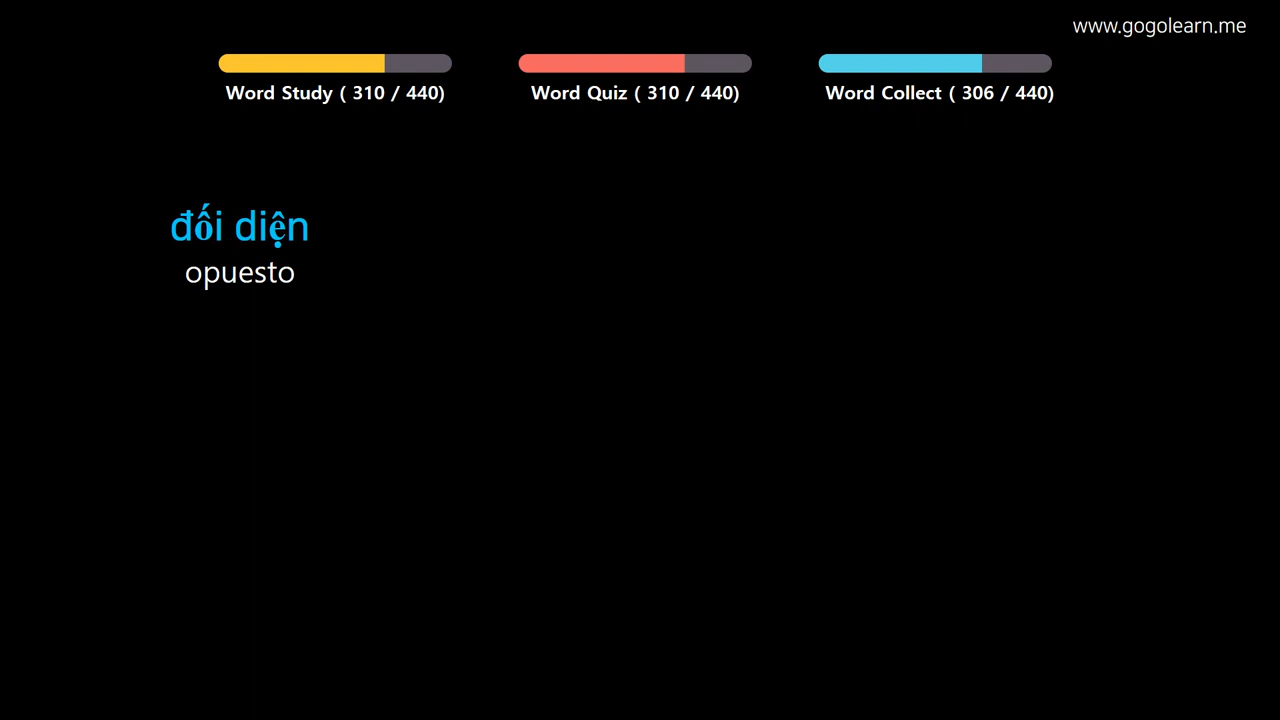 www.gogolearn.me
Word Study ( 310 / 440)
Word Quiz ( 310 / 440)
Word Collect ( 306 / 440)
đối diện
opuesto